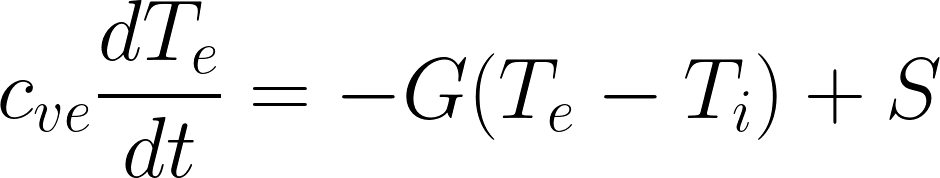 c_{ve} \frac{dT_e}{dt} = -G(T_e - T_i) + S